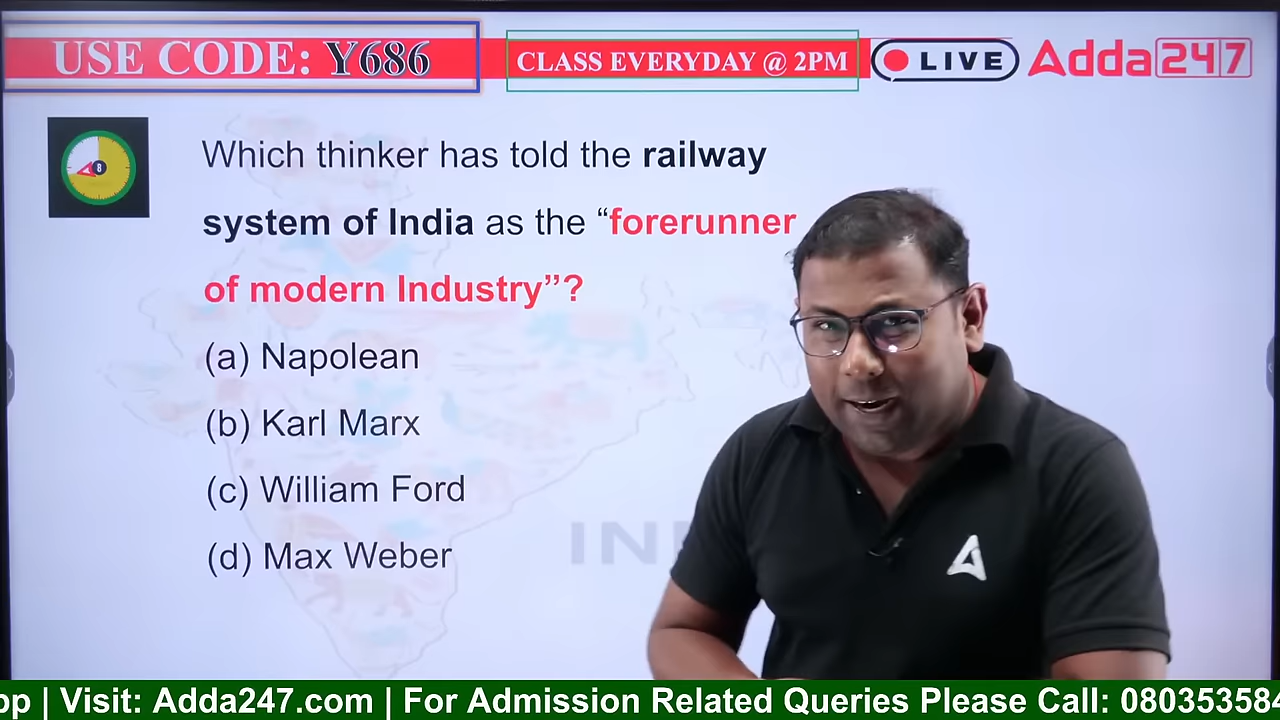 USE CODE: Y686
CLASS EVERYDAY @ 2PM
LIVE
Adda247
8
Which thinker has told the railway
system of India as the “forerunner
of modern Industry”?
(a) Napolean
(b) Karl Marx
(c) William Ford
(d) Max Weber
| Visit: Adda247.com | For Admission Related Queries Please Call: